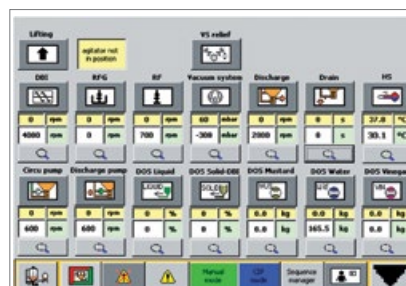 Lifting VS relief
agitator not
in position
DBI RFG RF Vacuum system Discharge Drain HS
0 rpm 0 rpm 0 rpm 60 mbar 0 rpm 0 s 37.8 °C
4000 rpm 0 rpm 700 rpm -300 mbar 2000 rpm 0 s 30.1 °C
Circu pump Discharge pump DOS Liquid DOS Solid-DBI DOS Mustard DOS Water DOS Vinegar
LIQUID SOLID
0 rpm 0 rpm 0 % 0 % 0.0 kg 0.0 kg 0.0 kg
600 rpm 600 rpm 0 % 0 % 0.0 kg 165.5 kg 0.0 kg
Manual
mode
CIP
mode
Sequence
manager